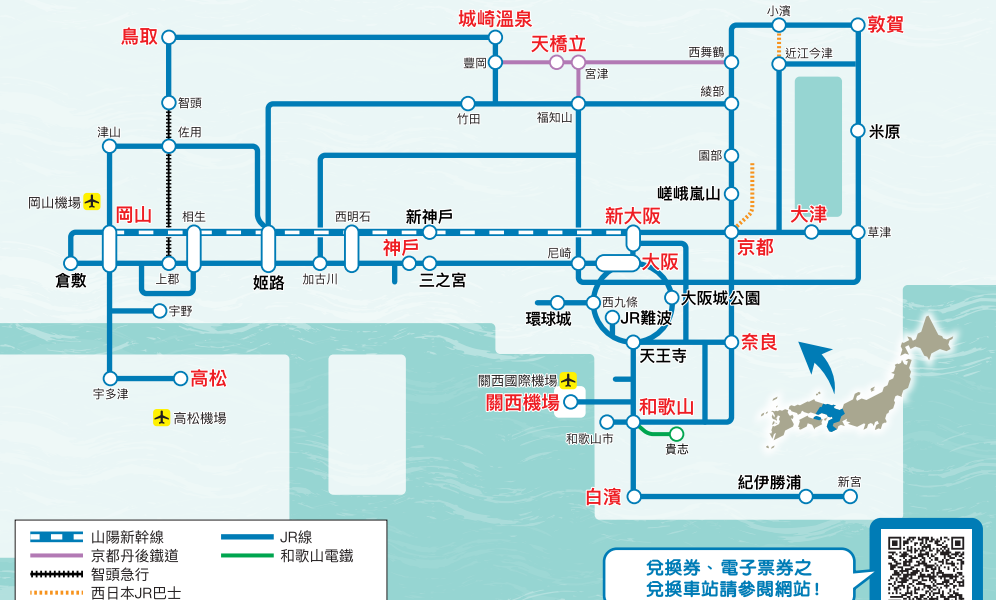 小濱
城崎溫泉
敦賀
鳥取
天橋立
西舞鶴
近江今津
豐岡
宮津
綾部
智頭
竹田
福知山
津山
佐用
米原
園部
嵯峨嵐山
岡山機場
岡山
相生
西明石
新神戶
新大阪
大津
草津
神戶
京都
尼崎
大阪
倉敷
上郡
姬路
加古川
三之宮
西九條
大阪城公園
宇野
環球城
JR難波
奈良
天王寺
高松
關西國際機場
宇多津
關西機場
和歌山
高松機場
和歌山市
貴志
紀伊勝浦
新宮
白濱
山陽新幹線
JR線
京都丹後鐵道
和歌山電鐵
智頭急行
西日本JR巴士
兌換券、電子票券之
兌換車站請參閱網站!